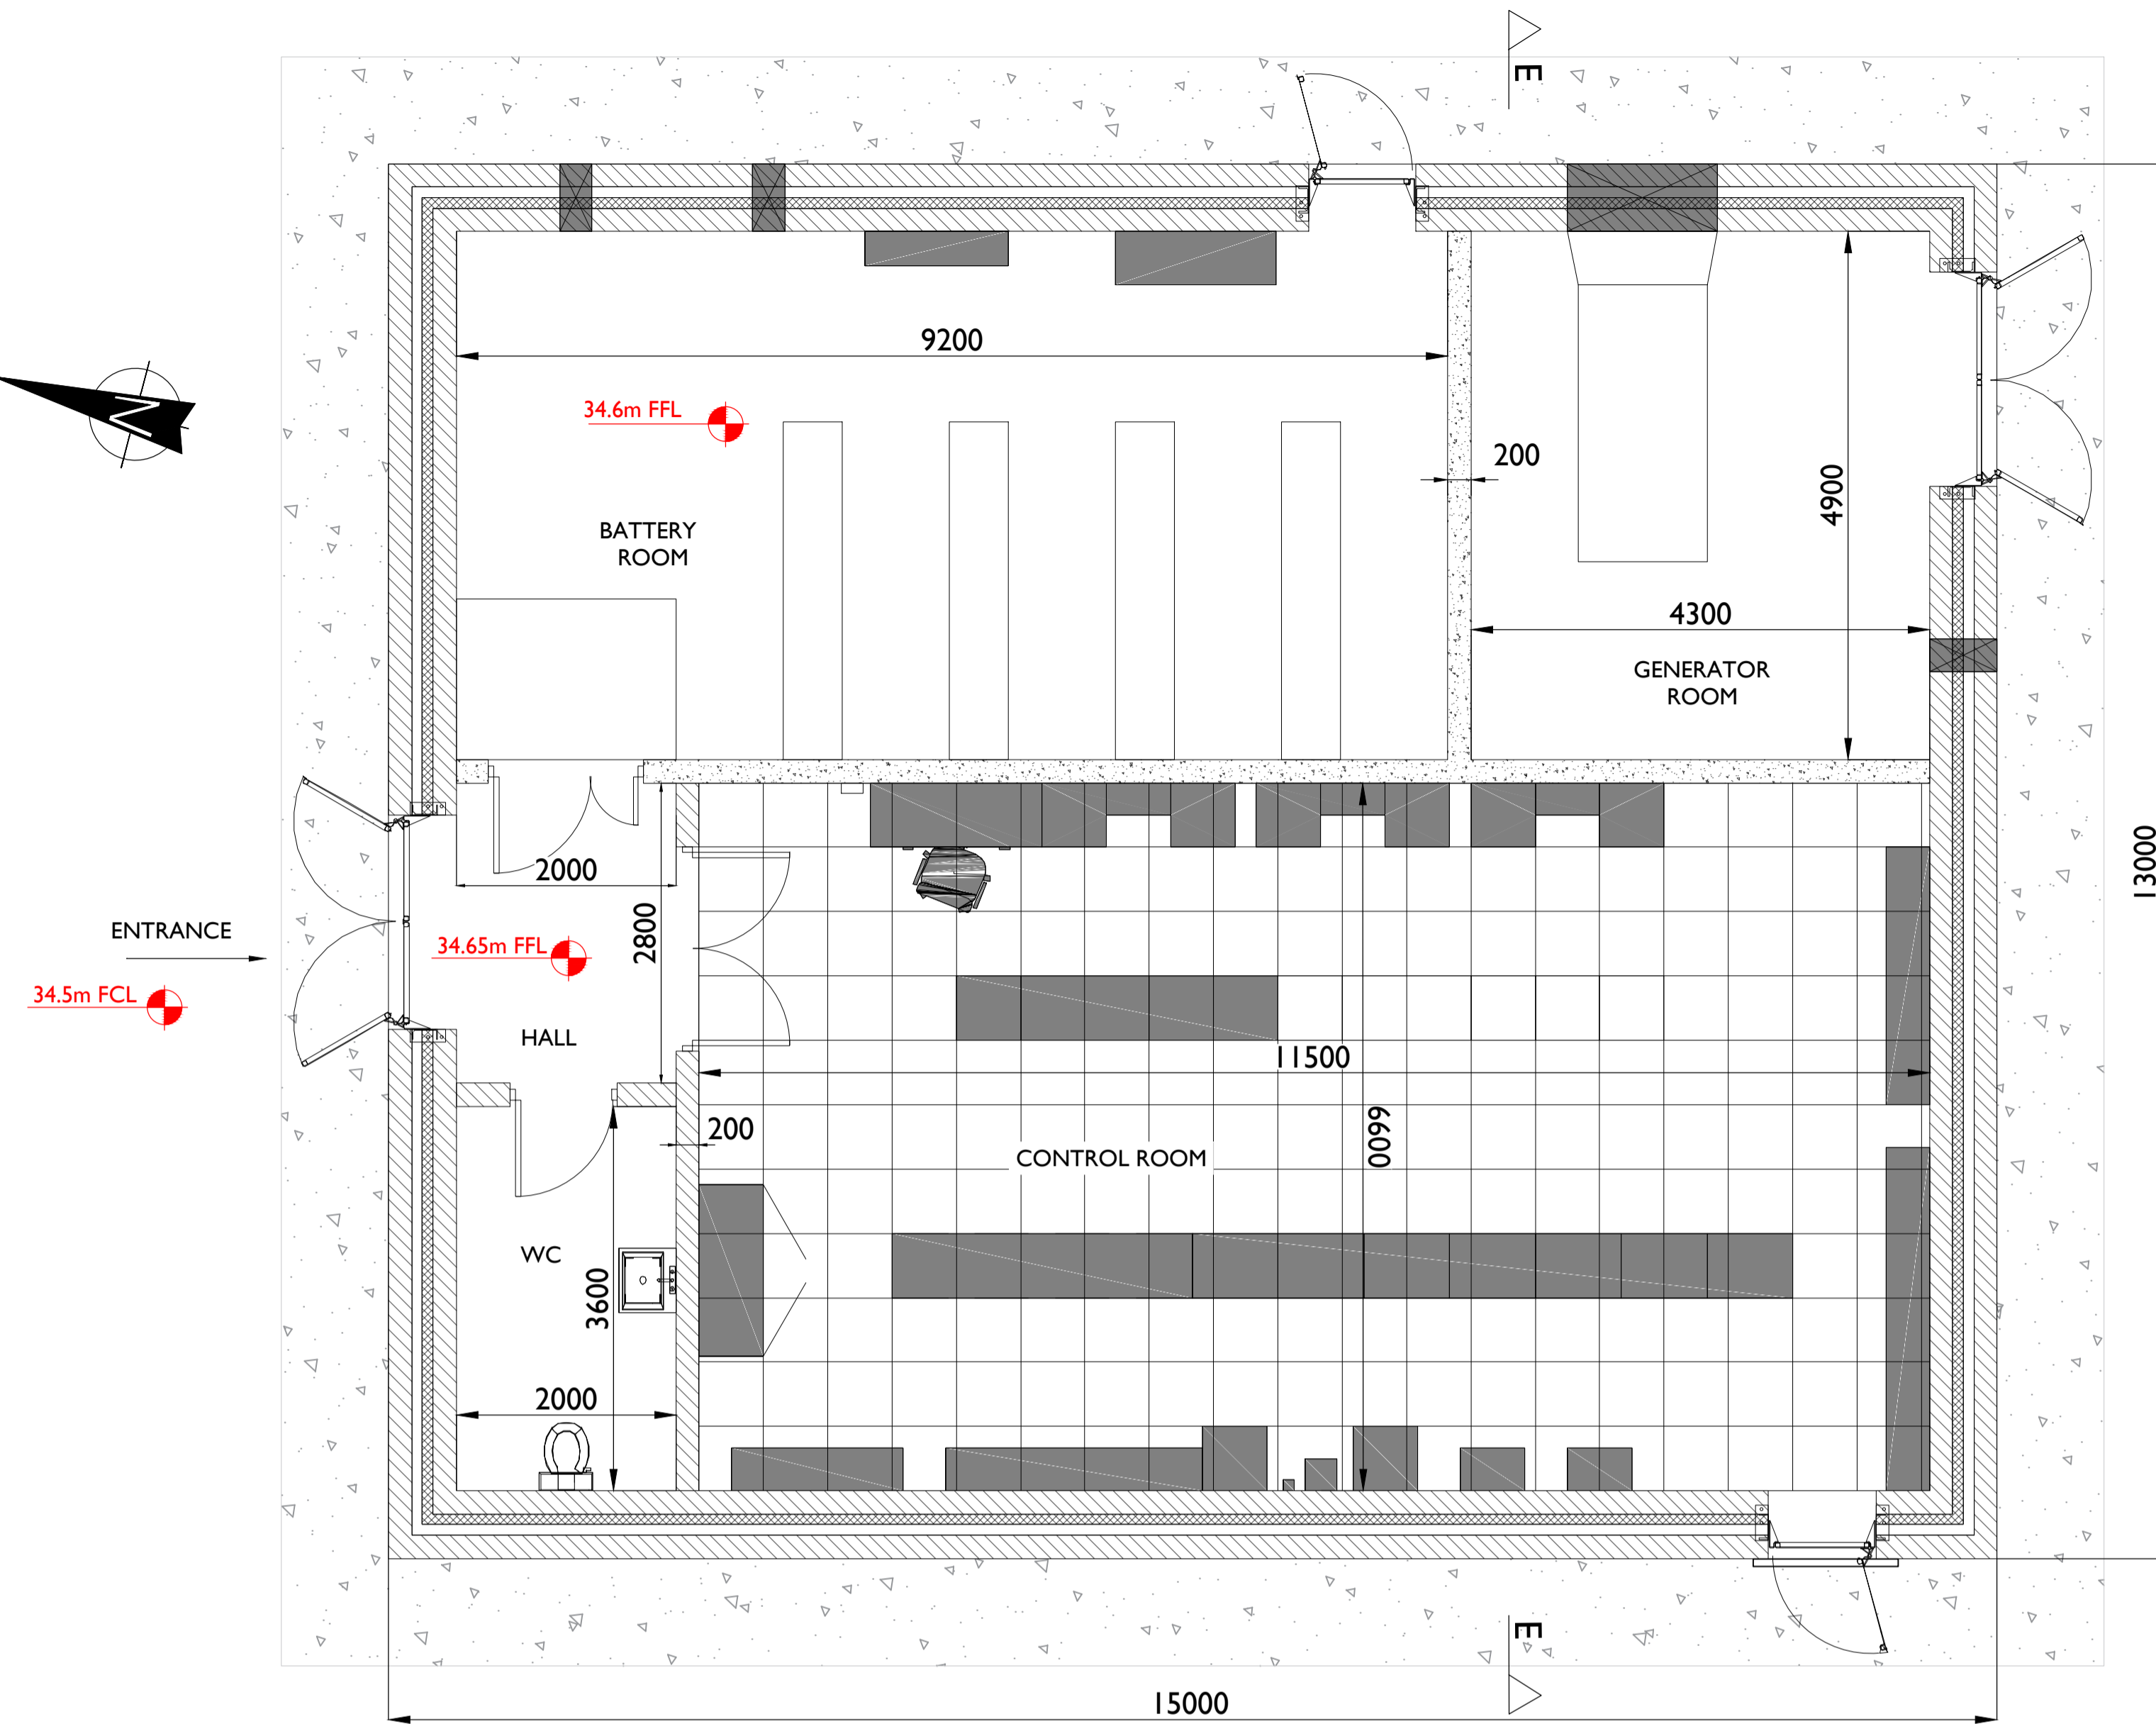 E
9200
34.6m FFL
200
4900
BATTERY
ROOM
N
4300
GENERATOR
ROOM
2000
13000
2800
ENTRANCE
34.65m FFL
34.5m FCL
HALL
11500
200
6600
CONTROL ROOM
WC
3600
2000
E
15000